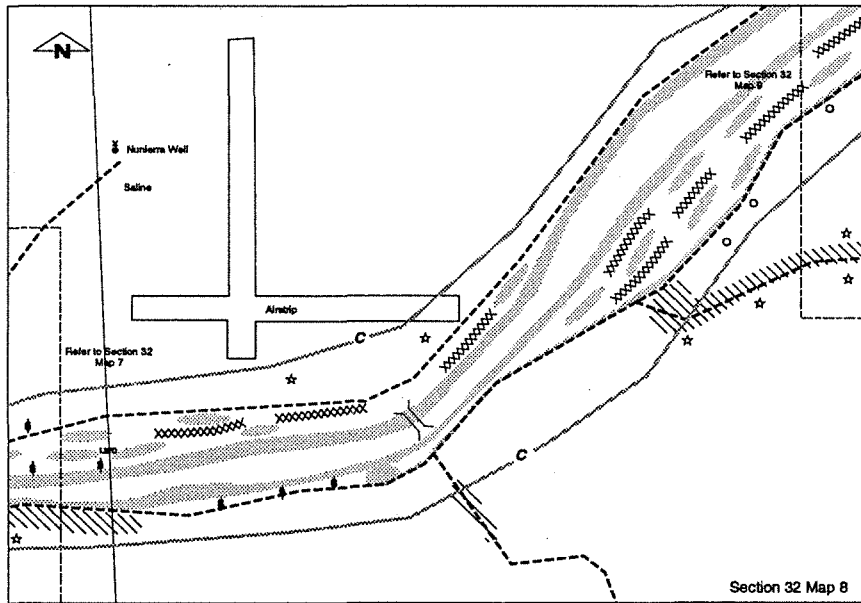 N
Refer to Section 32
Map 9
Nunierra Well
Saline
Airstrip
C
Refer to Section 32
Map 7
C
Section 32 Map 8